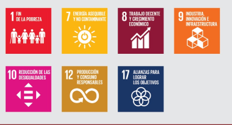 1 FIN
DE LA POBREZA
7 ENERGÍA ASEQUIBLE
Y NO CONTAMINANTE
8 TRABAJO DECENTE
Y CRECIMIENTO
ECONÓMICO
9 INDUSTRIA,
INNOVACIÓN E
INFRAESTRUCTURA
10 REDUCCIÓN DE LAS
DESIGUALDADES
12 PRODUCCIÓN
Y CONSUMO
RESPONSABLES
17 ALIANZAS PARA
LOGRAR
LOS OBJETIVOS